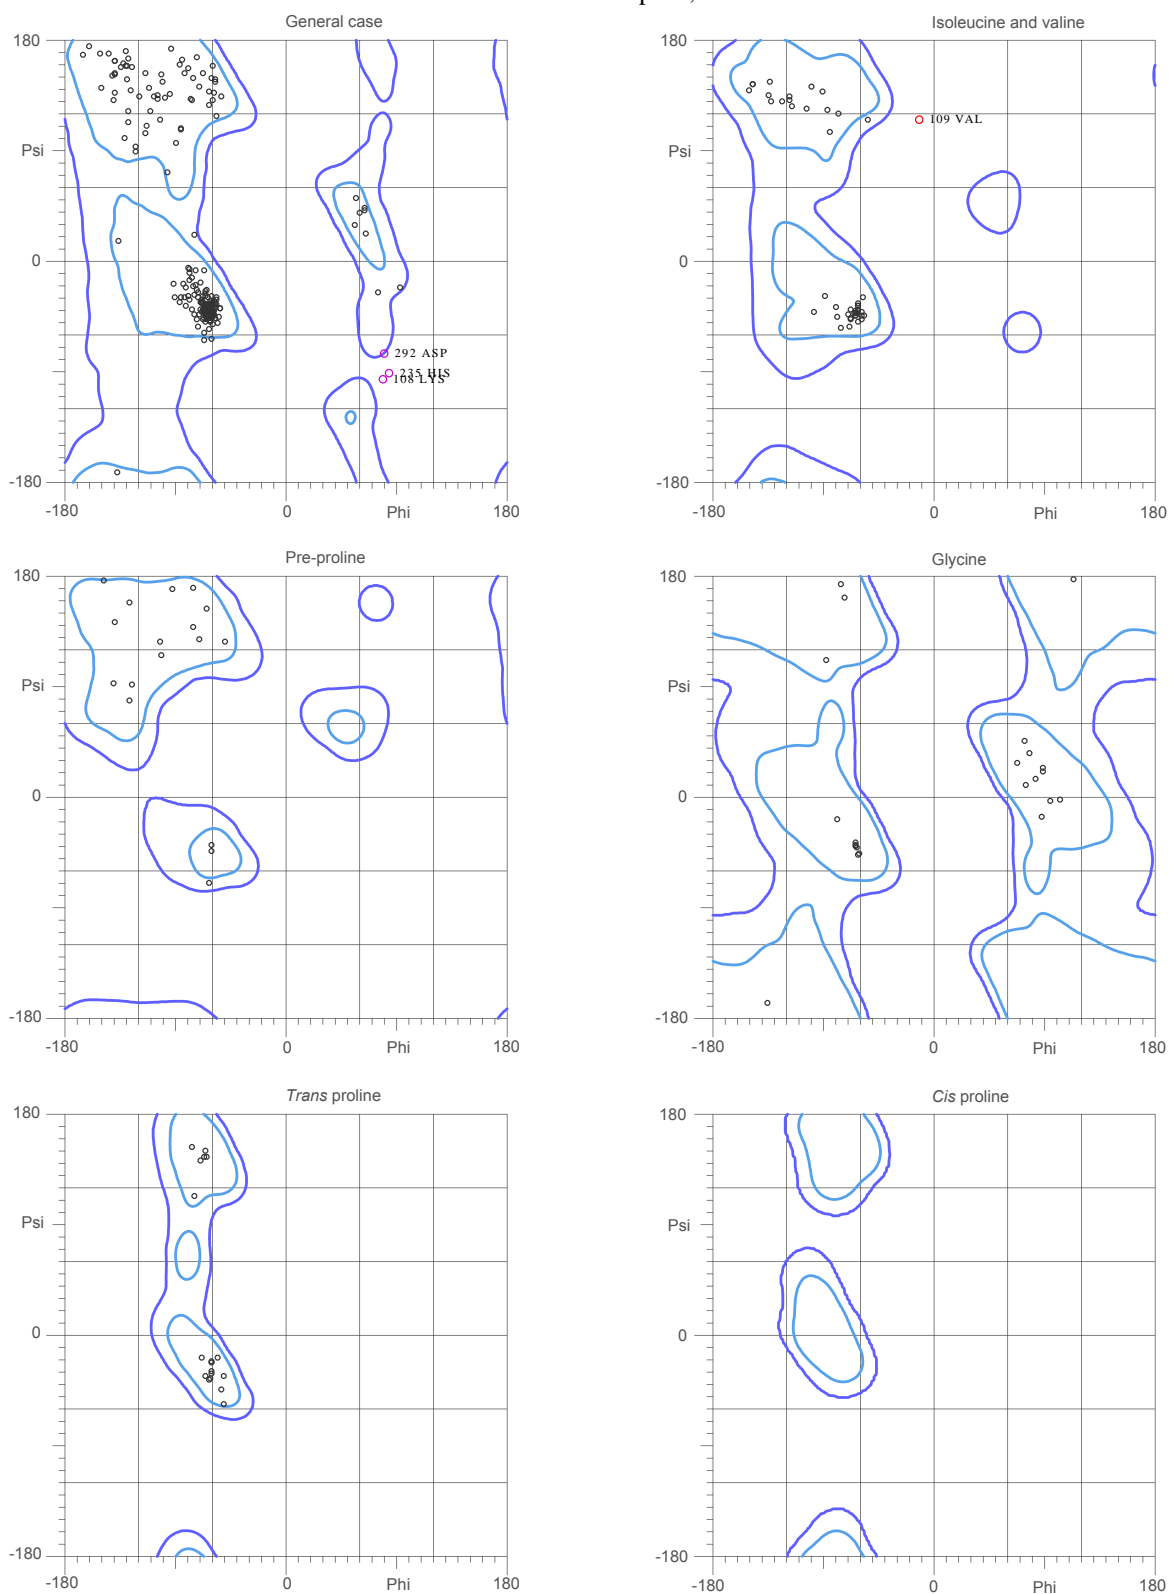 General case
180
Psi
0
-180
-180
0
Phi
180
292 ASP
235 HIS
108 LYS
Isoleucine and valine
180
Psi
0
-180
-180
0
Phi
180
109 VAL
Pre-proline
180
Psi
0
-180
-180
0
Phi
180
Glycine
180
Psi
0
-180
-180
0
Phi
180
Trans proline
180
Psi
0
-180
-180
0
Phi
180
Cis proline
180
Psi
0
-180
-180
0
Phi
180